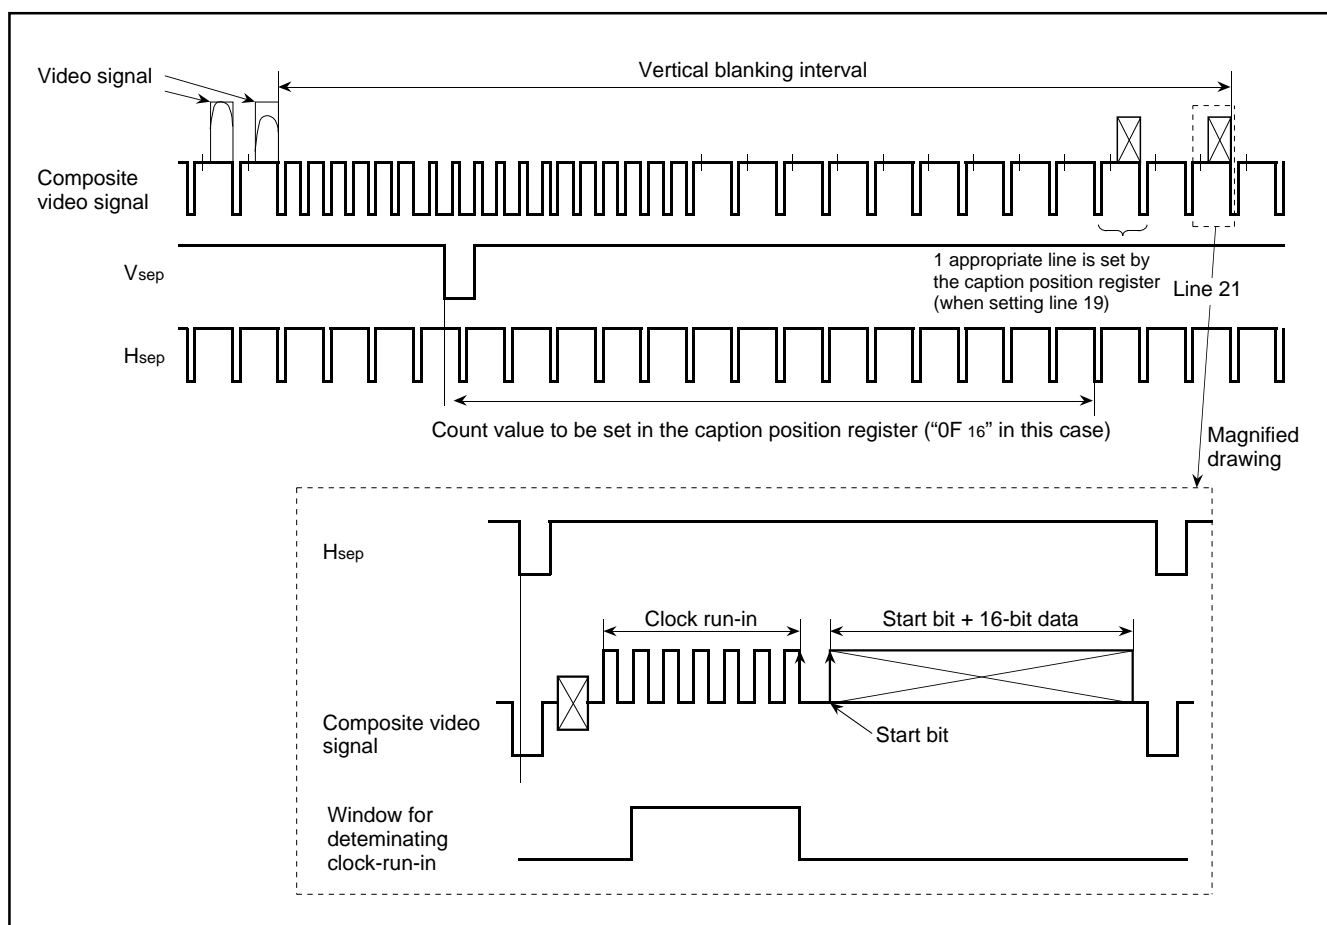 Video signal
Vertical blanking interval
Composite
video signal
Vsep
1 appropriate line is set by
the caption position register
(when setting line 19)
Line 21
Hsep
Count value to be set in the caption position register (“0F 16” in this case)
Magnified
drawing
Hsep
Clock run-in
Start bit + 16-bit data
Composite video
signal
Start bit
Window for
deteminating
clock-run-in